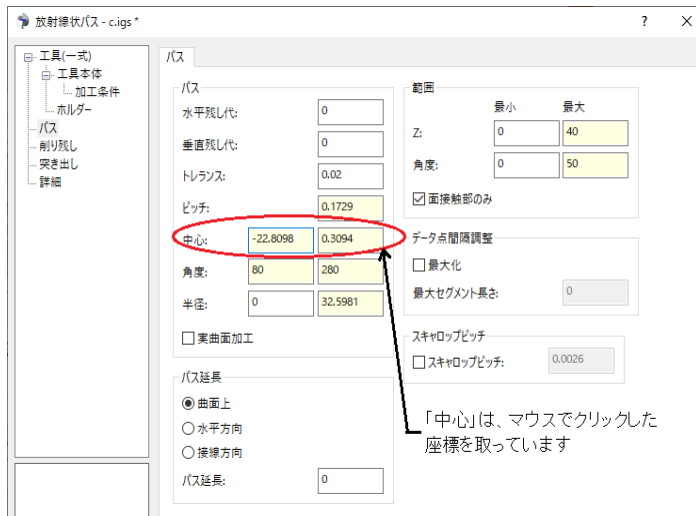 放射線状パス - c.igs *
? ×
工具(一式)
工具本体
加工条件
ホルダー
パス
削り残し
突き出し
詳細
パス
パス
水平残し代: 0
垂直残し代: 0
トレランス: 0.02
ピッチ: 0.1729
中心: -22.8098 0.3094
角度: 80 280
半径: 0 32.5981
実曲面加工
パス延長
曲面上
水平方向
接線方向
パス延長: 0
範囲
最小 最大
Z: 0 40
角度: 0 50
面接触部のみ
データ点間隔調整
最大化
最大セグメント長さ: 0
スキャロップピッチ
スキャロップピッチ: 0.0026
「中心」は、マウスでクリックした
座標を取っています